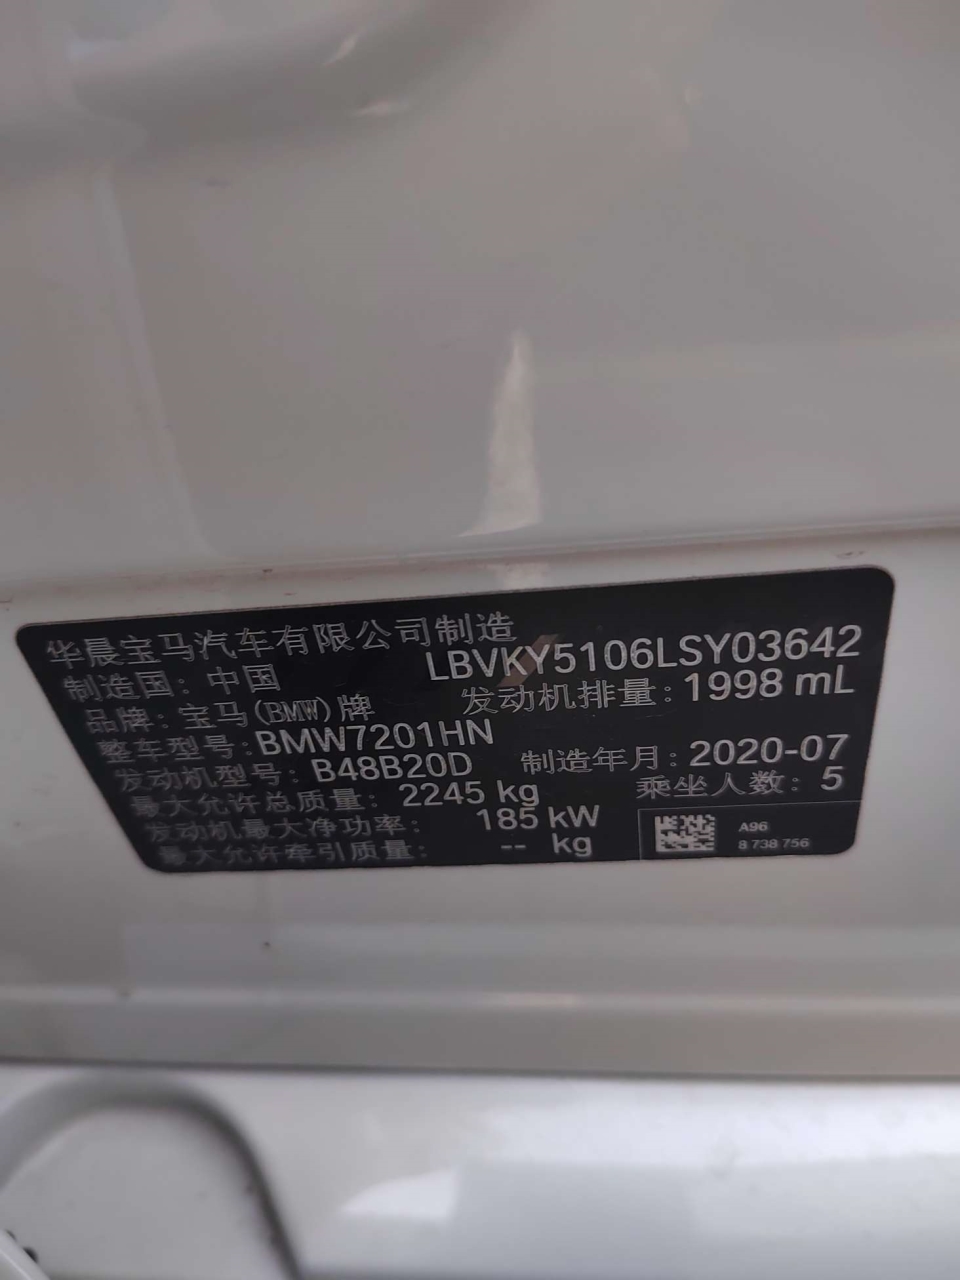 华晨宝马汽车有限公司制造
LBVKY5106LSY03642
制造国: 中国
发动机排量: 1998 mL
品牌: 宝马(BMW)牌
整车型号: BMW7201HN
制造年月: 2020-07
发动机型号: B48B20D
乘坐人数: 5
最大允许总质量: 2245 kg
发动机最大净功率: 185 kW
最大允许牵引质量: -- kg
A96
8 738 756